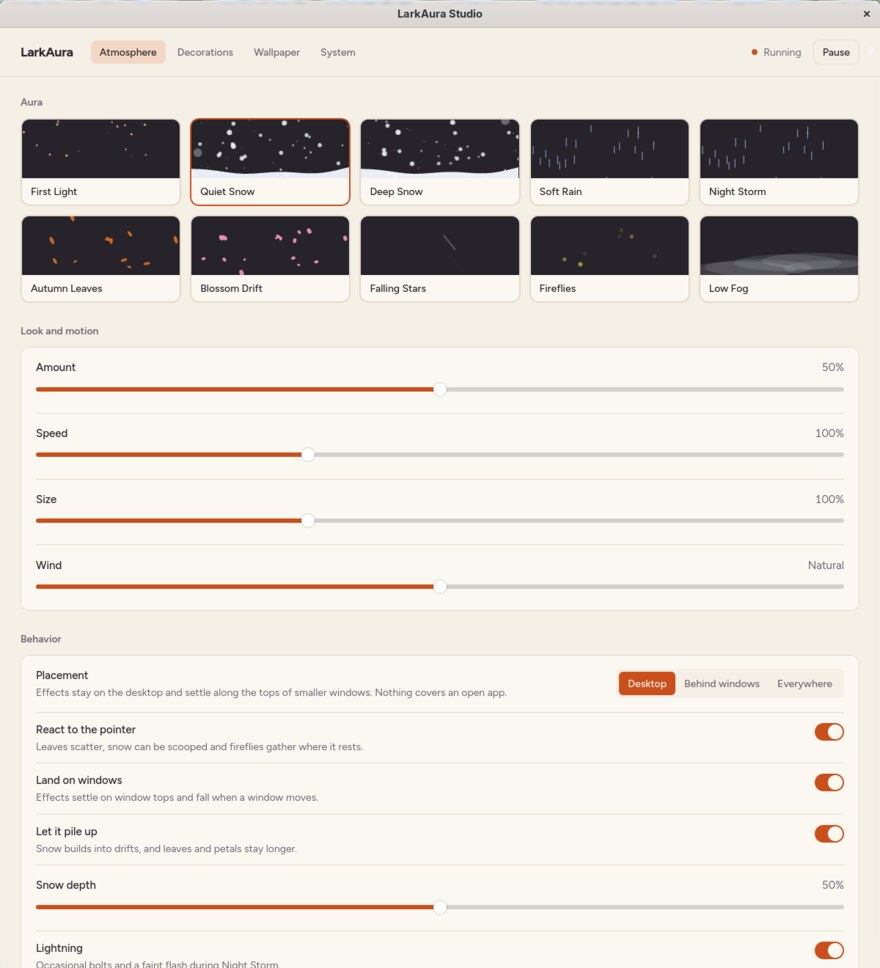 LarkAura Studio
LarkAura
Atmosphere
Decorations
Wallpaper
System
Running
Pause
Aura
First Light
Quiet Snow
Deep Snow
Soft Rain
Night Storm
Autumn Leaves
Blossom Drift
Falling Stars
Fireflies
Low Fog
Look and motion
Amount 50%
Speed 100%
Size 100%
Wind Natural
Behavior
Placement
Effects stay on the desktop and settle along the tops of smaller windows. Nothing covers an open app.
Desktop
Behind windows
Everywhere
React to the pointer
Leaves scatter, snow can be scooped and fireflies gather where it rests.
Land on windows
Effects settle on window tops and fall when a window moves.
Let it pile up
Snow builds into drifts, and leaves and petals stay longer.
Snow depth 50%
Lightning
Occasional bolts and a faint flash during Night Storm.